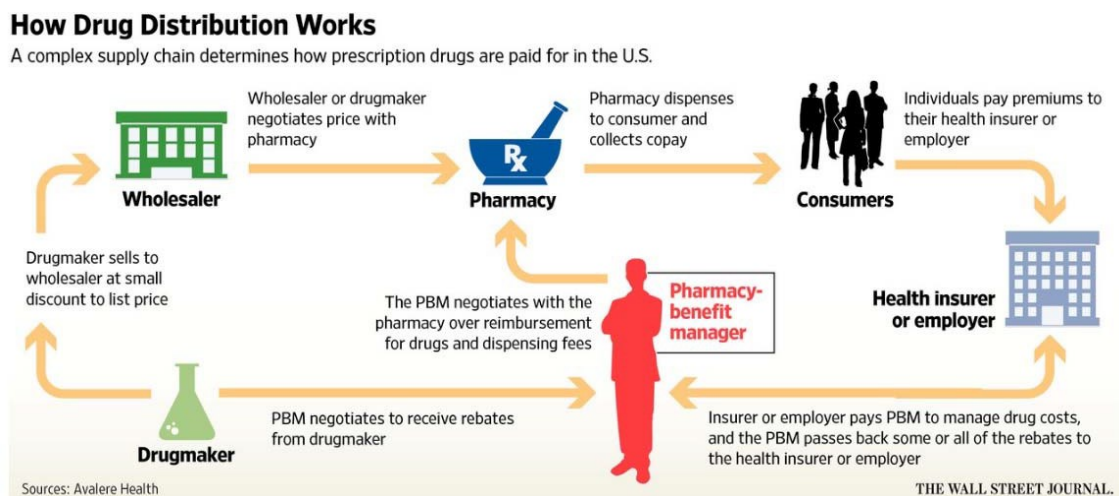 How Drug Distribution Works
A complex supply chain determines how prescription drugs are paid for in the U.S.
Wholesaler or drugmaker
negotiates price with
pharmacy
Pharmacy dispenses
to consumer and
collects copay
Individuals pay premiums to
their health insurer or
employer
Rx
Wholesaler
Pharmacy
Consumers
Drugmaker sells to
wholesaler at small
discount to list price
The PBM negotiates with the
pharmacy over reimbursement
for drugs and dispensing fees
Pharmacy-
benefit
manager
Health insurer
or employer
PBM negotiates to receive rebates
from drugmaker
Insurer or employer pays PBM to manage drug costs,
and the PBM passes back some or all of the rebates to
the health insurer or employer
Drugmaker
Sources: Avalere Health
THE WALL STREET JOURNAL.